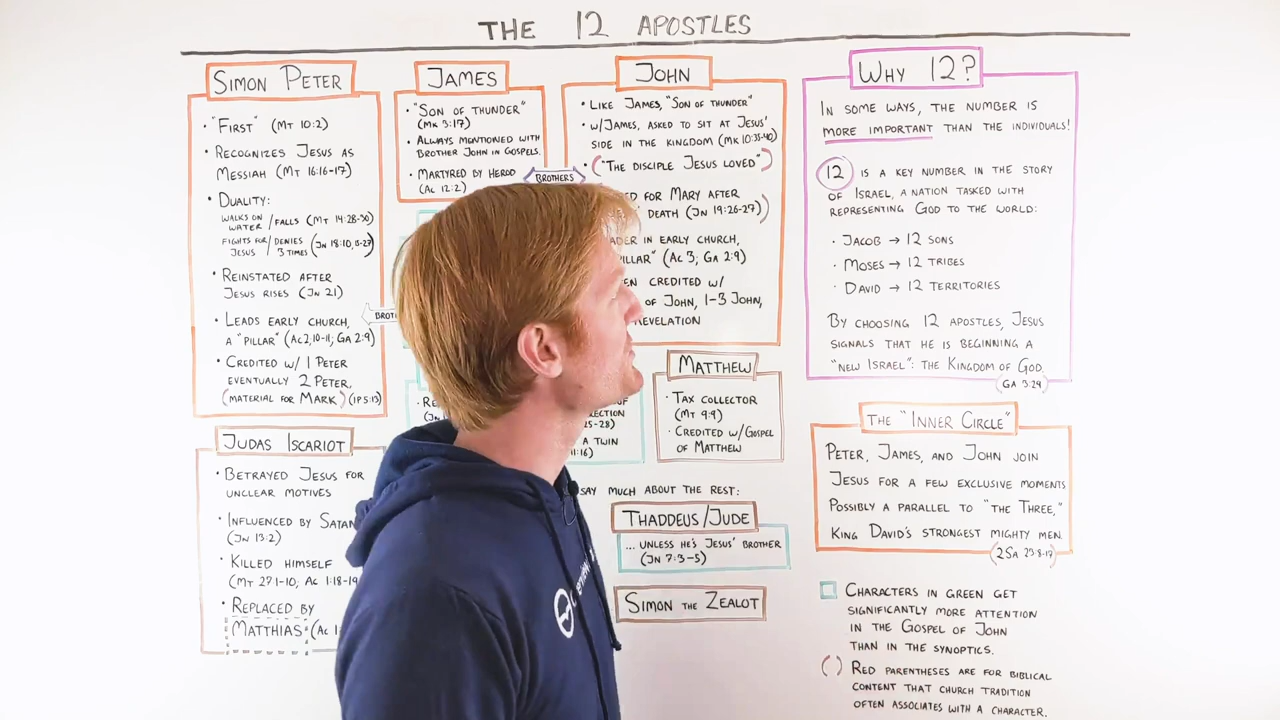 THE 12 APOSTLES
SIMON PETER
• "FIRST" (MT 10:2)
• RECOGNIZES JESUS AS
MESSIAH (MT 16:16-17)
• DUALITY:
WALKS ON / FALLS (MT 14:28-30)
WATER
FIGHTS FOR / DENIES (JN 18:10,15-27)
JESUS 3 TIMES
• REINSTATED AFTER
JESUS RISES (JN 21)
• LEADS EARLY CHURCH,
A "PILLAR" (AC 2,10-11; GA 2:9)
• CREDITED W/ 1 PETER
EVENTUALLY 2 PETER,
(MATERIAL FOR MARK) (1P 5:13)
JAMES
• "SON OF THUNDER"
(MK 3:17)
• ALWAYS MENTIONED WITH
BROTHER JOHN IN GOSPELS.
• MARTYRED BY HEROD
(AC 12:2)
BROTHERS
JOHN
• LIKE JAMES, "SON OF THUNDER"
• W/JAMES, ASKED TO SIT AT JESUS'
SIDE IN THE KINGDOM (MK 10:35-40)
• ("THE DISCIPLE JESUS LOVED")
FOR MARY AFTER
DEATH (JN 19:26-27))
IN EARLY CHURCH,
(AC 3; GA 2:9)
CREDITED W/
OF JOHN, 1-3 JOHN,
REVELATION
MATTHEW
• TAX COLLECTOR
(MT 9:9)
• CREDITED W/GOSPEL
OF MATTHEW
A TWIN
JUDAS ISCARIOT
• BETRAYED JESUS FOR
UNCLEAR MOTIVES
• INFLUENCED BY SATAN
(JN 13:2)
• KILLED HIMSELF
(MT 27:1-10, AC 1:18-19
• REPLACED BY
MATTHIAS (AC 1:
SAY MUCH ABOUT THE REST:
THADDEUS/JUDE
... UNLESS HE'S JESUS' BROTHER
(JN 7:3-5)
SIMON THE ZEALOT
WHY 12?
IN SOME WAYS, THE NUMBER IS
MORE IMPORTANT THAN THE INDIVIDUALS!
12 IS A KEY NUMBER IN THE STORY
OF ISRAEL, A NATION TASKED WITH
REPRESENTING GOD TO THE WORLD:
• JACOB → 12 SONS
• MOSES → 12 TRIBES
• DAVID → 12 TERRITORIES
BY CHOOSING 12 APOSTLES, JESUS
SIGNALS THAT HE IS BEGINNING A
"NEW ISRAEL": THE KINGDOM OF GOD.
GA 3:29
THE "INNER CIRCLE"
PETER, JAMES, AND JOHN JOIN
JESUS FOR A FEW EXCLUSIVE MOMENTS
POSSIBLY A PARALLEL TO "THE THREE,"
KING DAVID'S STRONGEST MIGHTY MEN.
(2SA 23:8-17)
CHARACTERS IN GREEN GET
SIGNIFICANTLY MORE ATTENTION
IN THE GOSPEL OF JOHN
THAN IN THE SYNOPTICS.
( ) RED PARENTHESES ARE FOR BIBLICAL
CONTENT THAT CHURCH TRADITION
OFTEN ASSOCIATES WITH A CHARACTER.